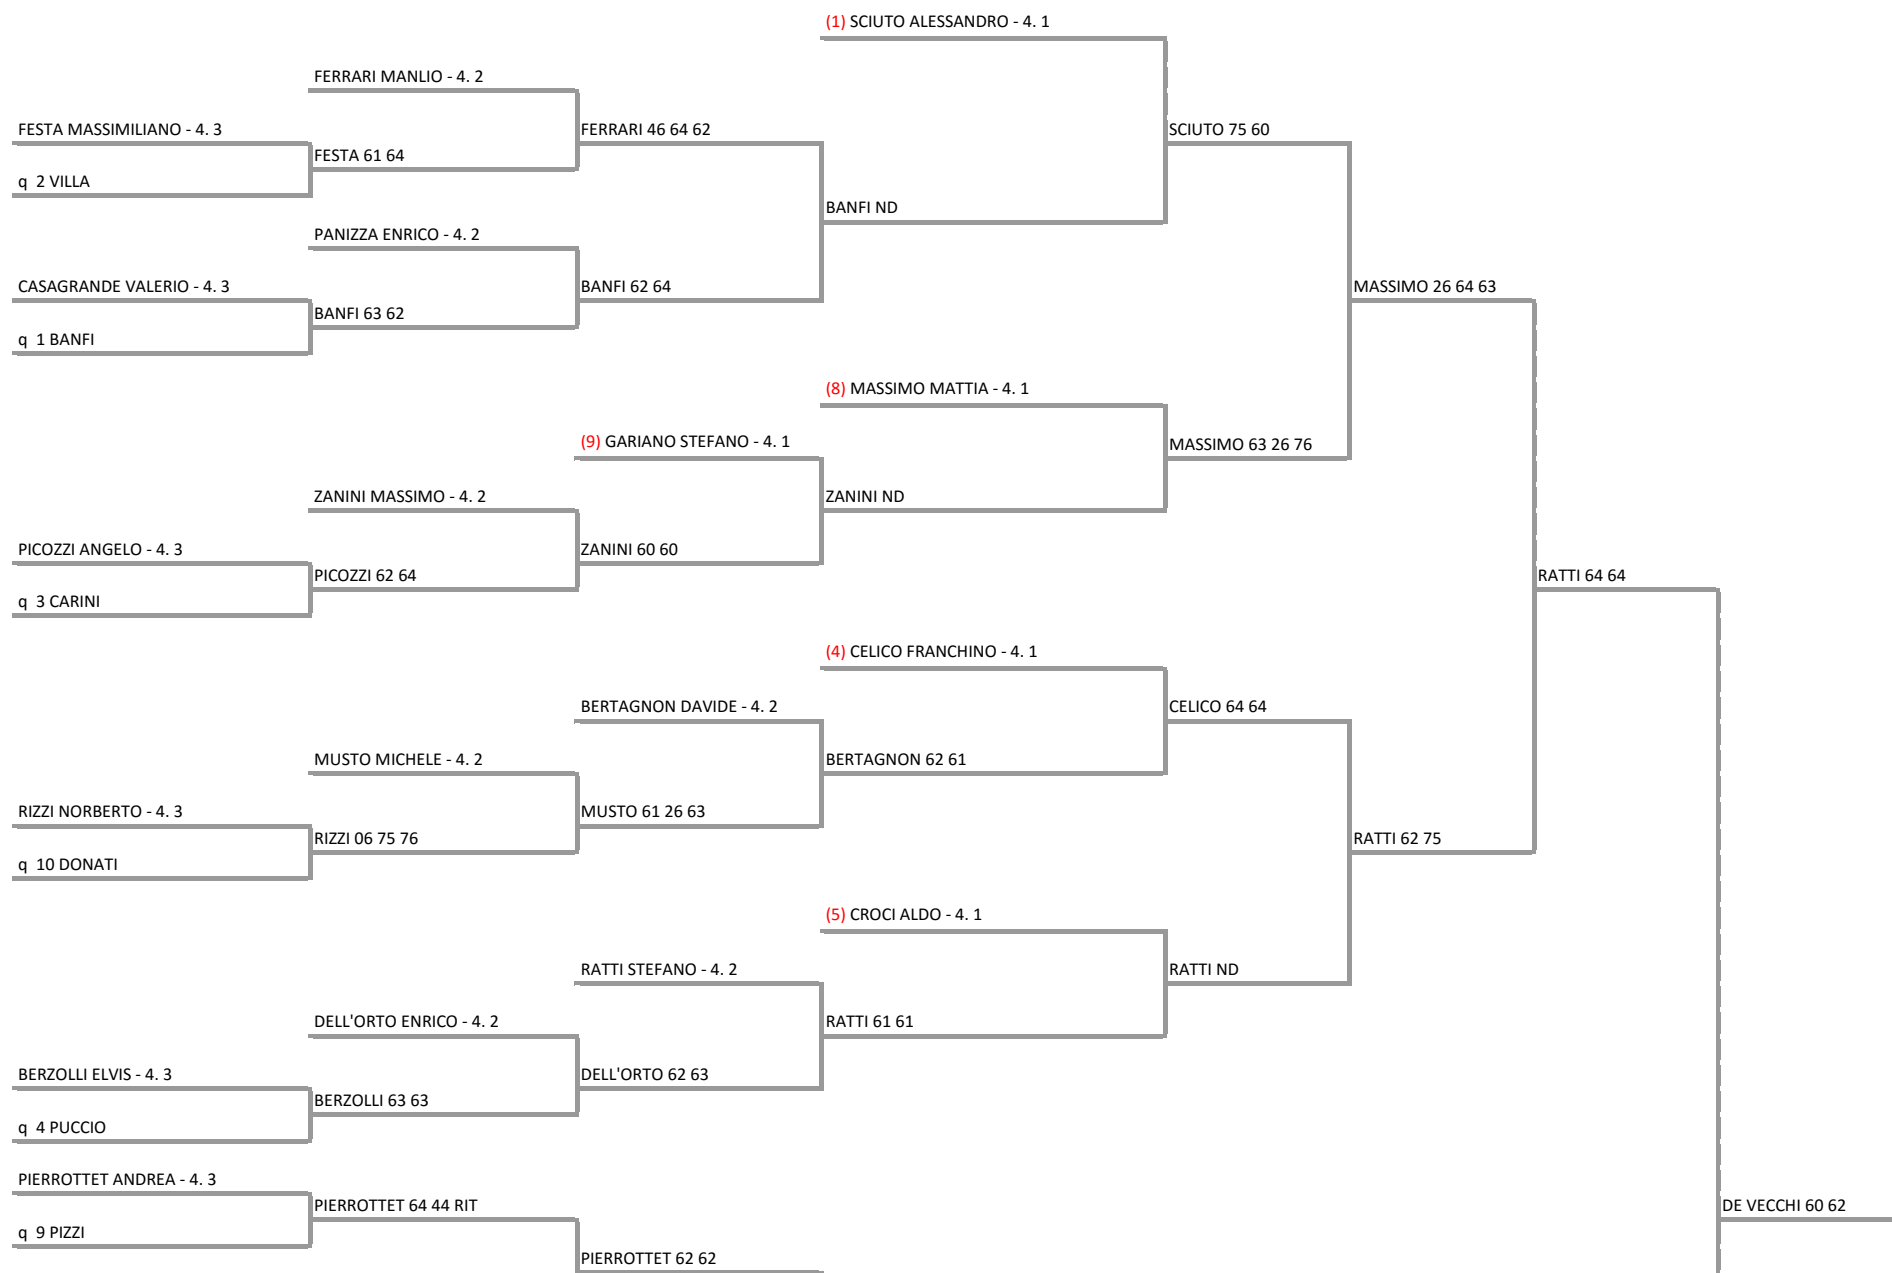 (1) SCIUTO ALESSANDRO - 4. 1
FERRARI MANLIO - 4. 2
FESTA MASSIMILIANO - 4. 3
FERRARI 46 64 62
SCIUTO 75 60
FESTA 61 64
q 2 VILLA
BANFI ND
PANIZZA ENRICO - 4. 2
CASAGRANDE VALERIO - 4. 3
BANFI 62 64
MASSIMO 26 64 63
BANFI 63 62
q 1 BANFI
(8) MASSIMO MATTIA - 4. 1
(9) GARIANO STEFANO - 4. 1
MASSIMO 63 26 76
ZANINI MASSIMO - 4. 2
ZANINI ND
PICOZZI ANGELO - 4. 3
ZANINI 60 60
PICOZZI 62 64
RATTI 64 64
q 3 CARINI
(4) CELICO FRANCHINO - 4. 1
BERTAGNON DAVIDE - 4. 2
CELICO 64 64
MUSTO MICHELE - 4. 2
BERTAGNON 62 61
RIZZI NORBERTO - 4. 3
MUSTO 61 26 63
RIZZI 06 75 76
RATTI 62 75
q 10 DONATI
(5) CROCI ALDO - 4. 1
RATTI STEFANO - 4. 2
RATTI ND
DELL'ORTO ENRICO - 4. 2
RATTI 61 61
BERZOLLI ELVIS - 4. 3
DELL'ORTO 62 63
BERZOLLI 63 63
q 4 PUCCIO
PIERROTTET ANDREA - 4. 3
PIERROTTET 64 44 RIT
DE VECCHI 60 62
q 9 PIZZI
PIERROTTET 62 62